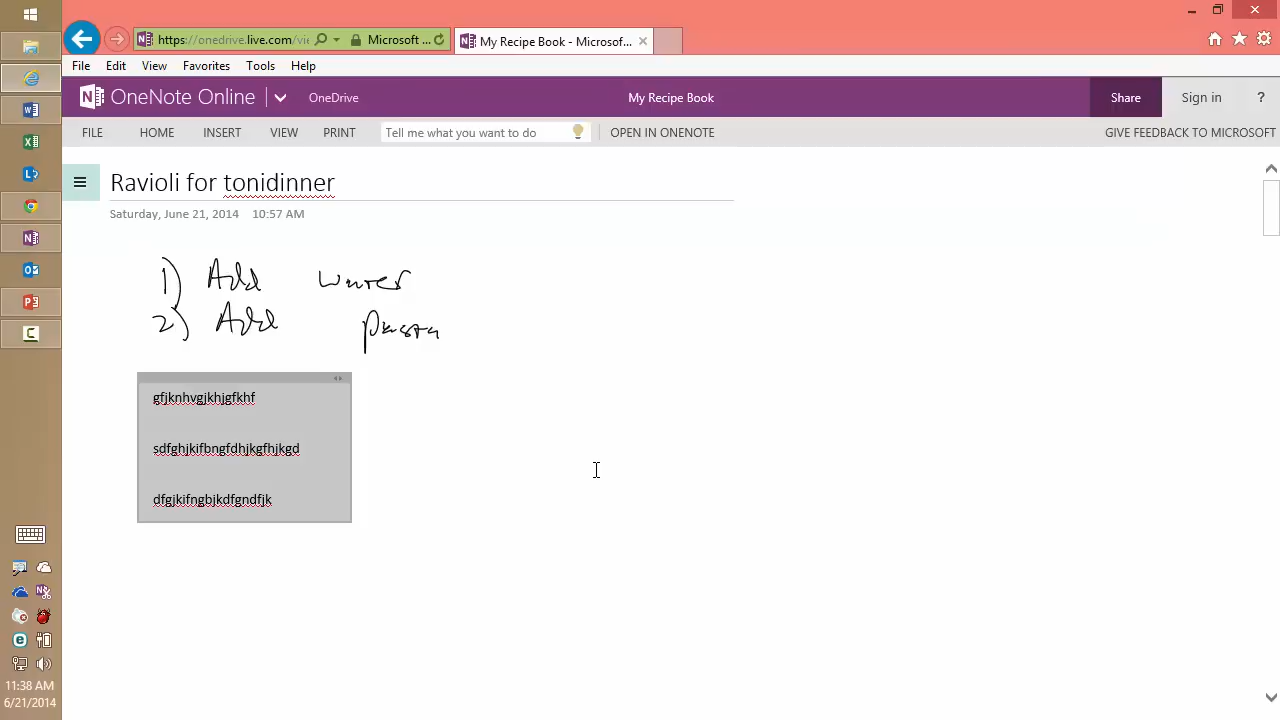 https://onedrive.live.com/vie
Microsoft ...
My Recipe Book - Microsof...
File Edit View Favorites Tools Help
N OneNote Online OneDrive My Recipe Book Share Sign in ?
FILE HOME INSERT VIEW PRINT Tell me what you want to do OPEN IN ONENOTE GIVE FEEDBACK TO MICROSOFT
Ravioli for tonidinner
Saturday, June 21, 2014 10:57 AM
1) Add water
2) Add pasta
gfjknhvgjkhjgfkhf
sdfghjkifbngfdhjkgfhjkgd
dfgjkifngbjkdfgndfjk
11:38 AM
6/21/2014